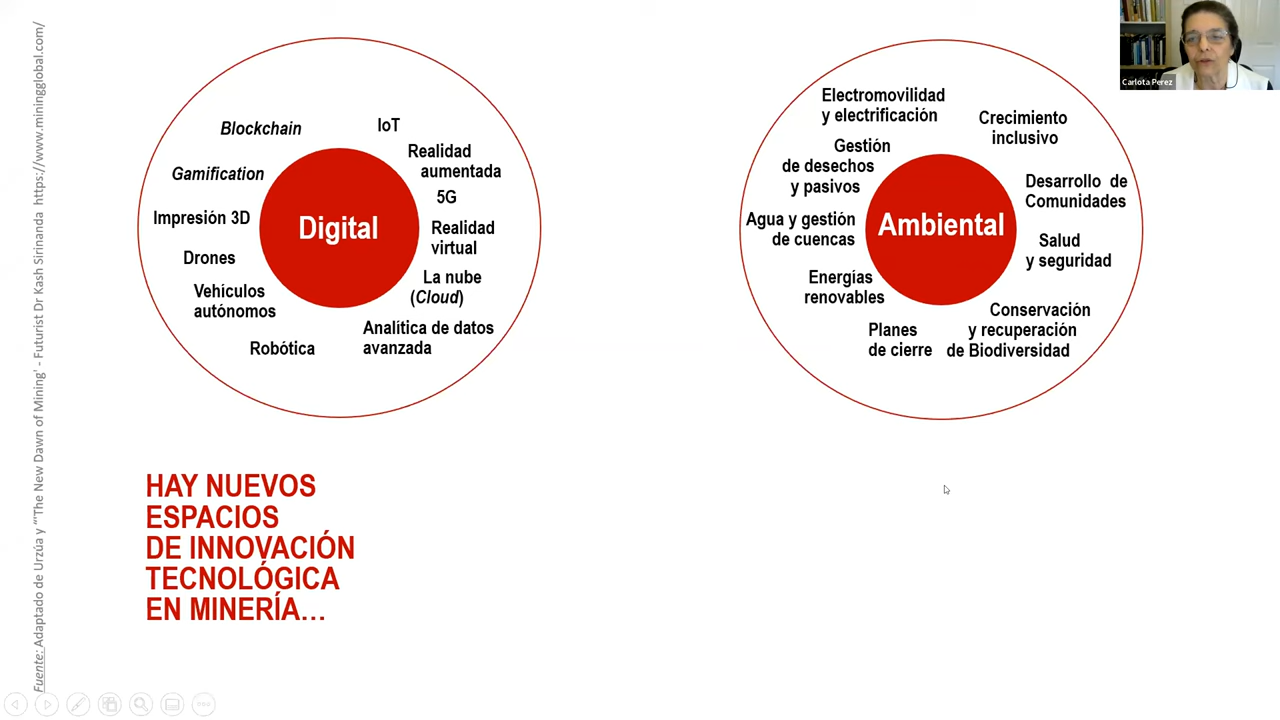 Fuente: Adaptado de Urzúa y “'The New Dawn of Mining' - Futurist Dr Kash Sirinanda https://www.miningglobal.com/
Blockchain
IoT
Realidad
aumentada
Gamification
5G
Impresión 3D
Digital
Realidad
virtual
Drones
La nube
(Cloud)
Vehículos
autónomos
Analítica de datos
avanzada
Robótica
Electromovilidad
y electrificación
Crecimiento
inclusivo
Gestión
de desechos
y pasivos
Desarrollo de
Comunidades
Agua y gestión
de cuencas
Ambiental
Salud
y seguridad
Energías
renovables
Conservación
y recuperación
de Biodiversidad
Planes
de cierre
HAY NUEVOS
ESPACIOS
DE INNOVACIÓN
TECNOLÓGICA
EN MINERÍA...
Carlota Perez